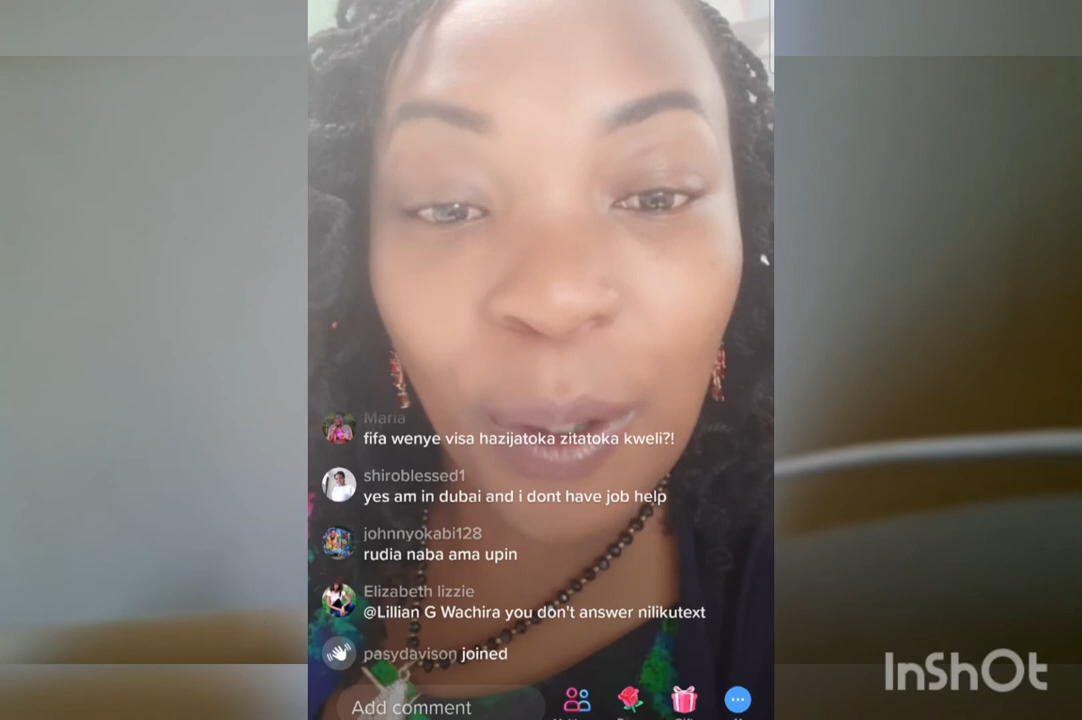 Maria
fifa wenye visa hazijatoka zitatoka kweli?!
shiroblessed1
yes am in dubai and i dont have job help
johnnyokabi128
rudia naba ama upin
Elizabeth lizzie
@Lillian G Wachira you don't answer nilikutext
pasydavison joined
Add comment
InShOt